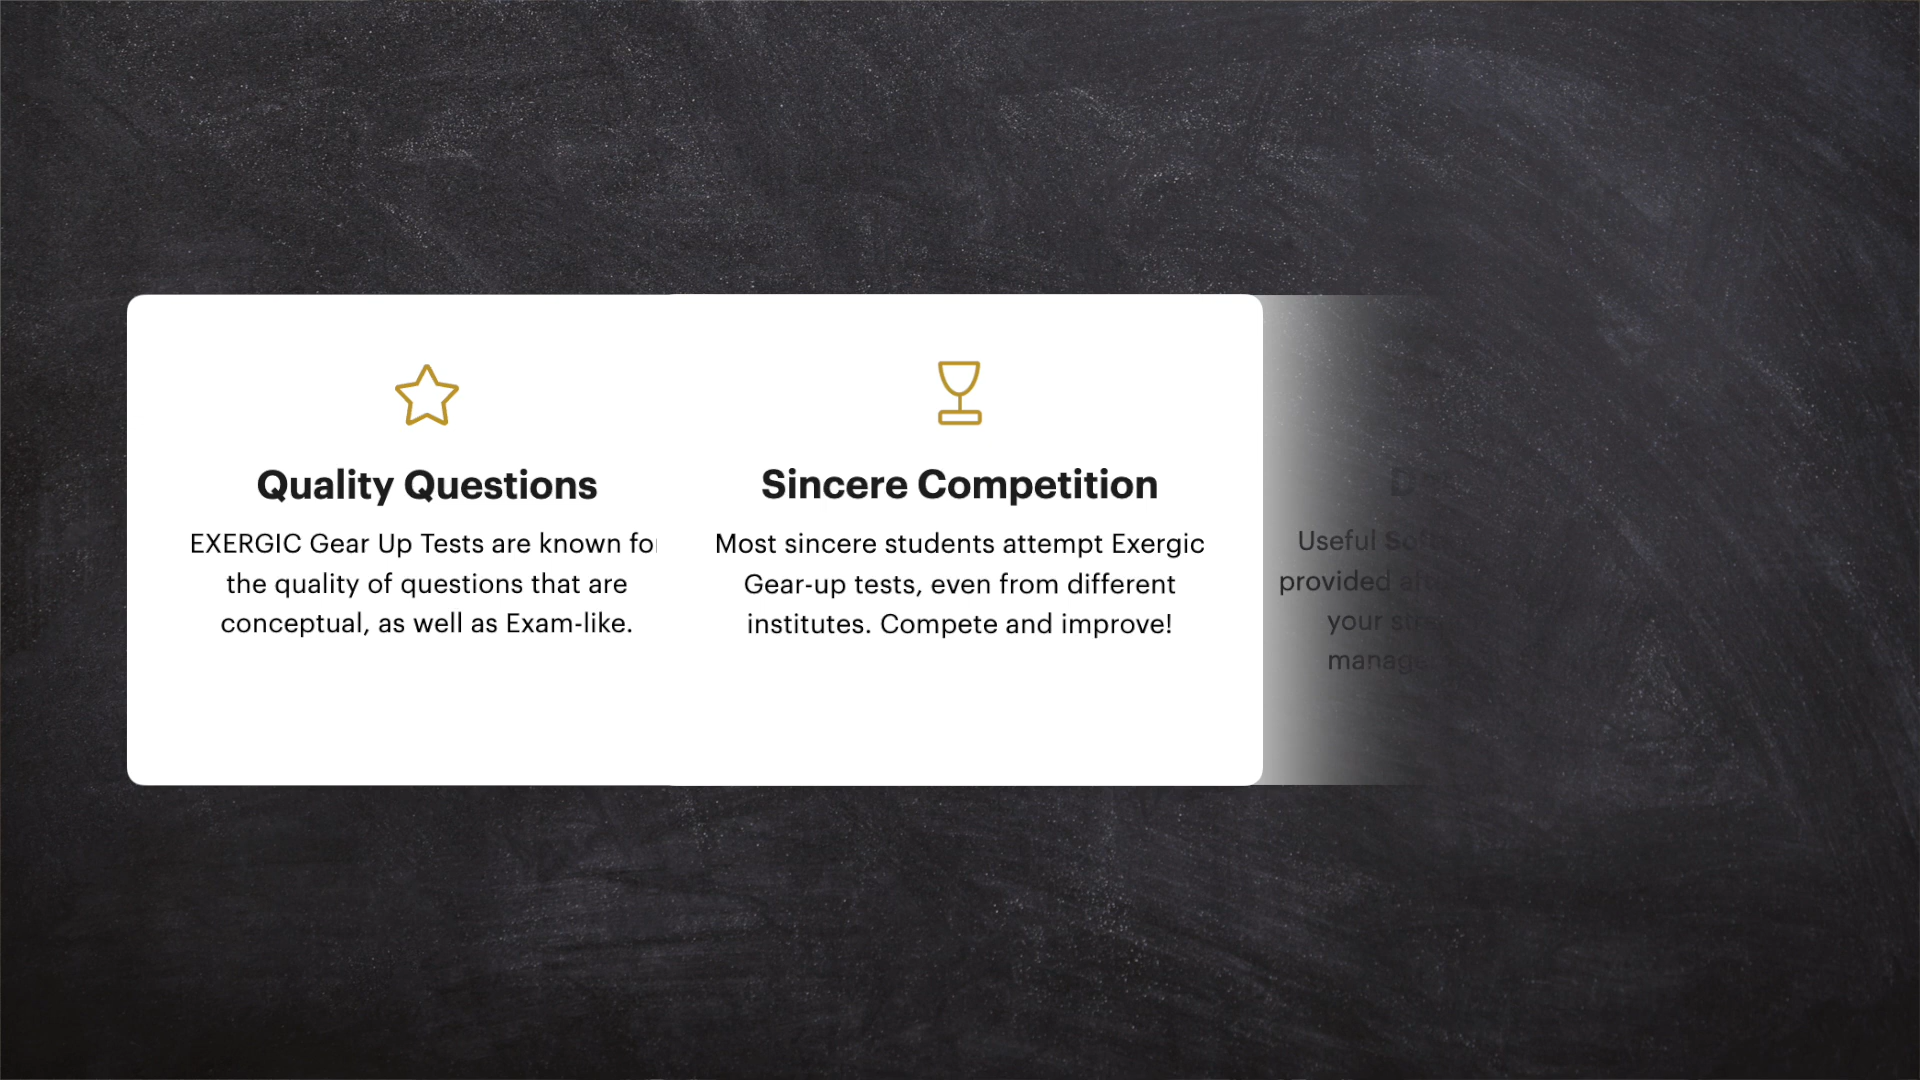 Quality Questions
EXERGIC Gear Up Tests are known for
the quality of questions that are
conceptual, as well as Exam-like.
Sincere Competition
Most sincere students attempt Exergic
Gear-up tests, even from different
institutes. Compete and improve!
Useful
provided
your